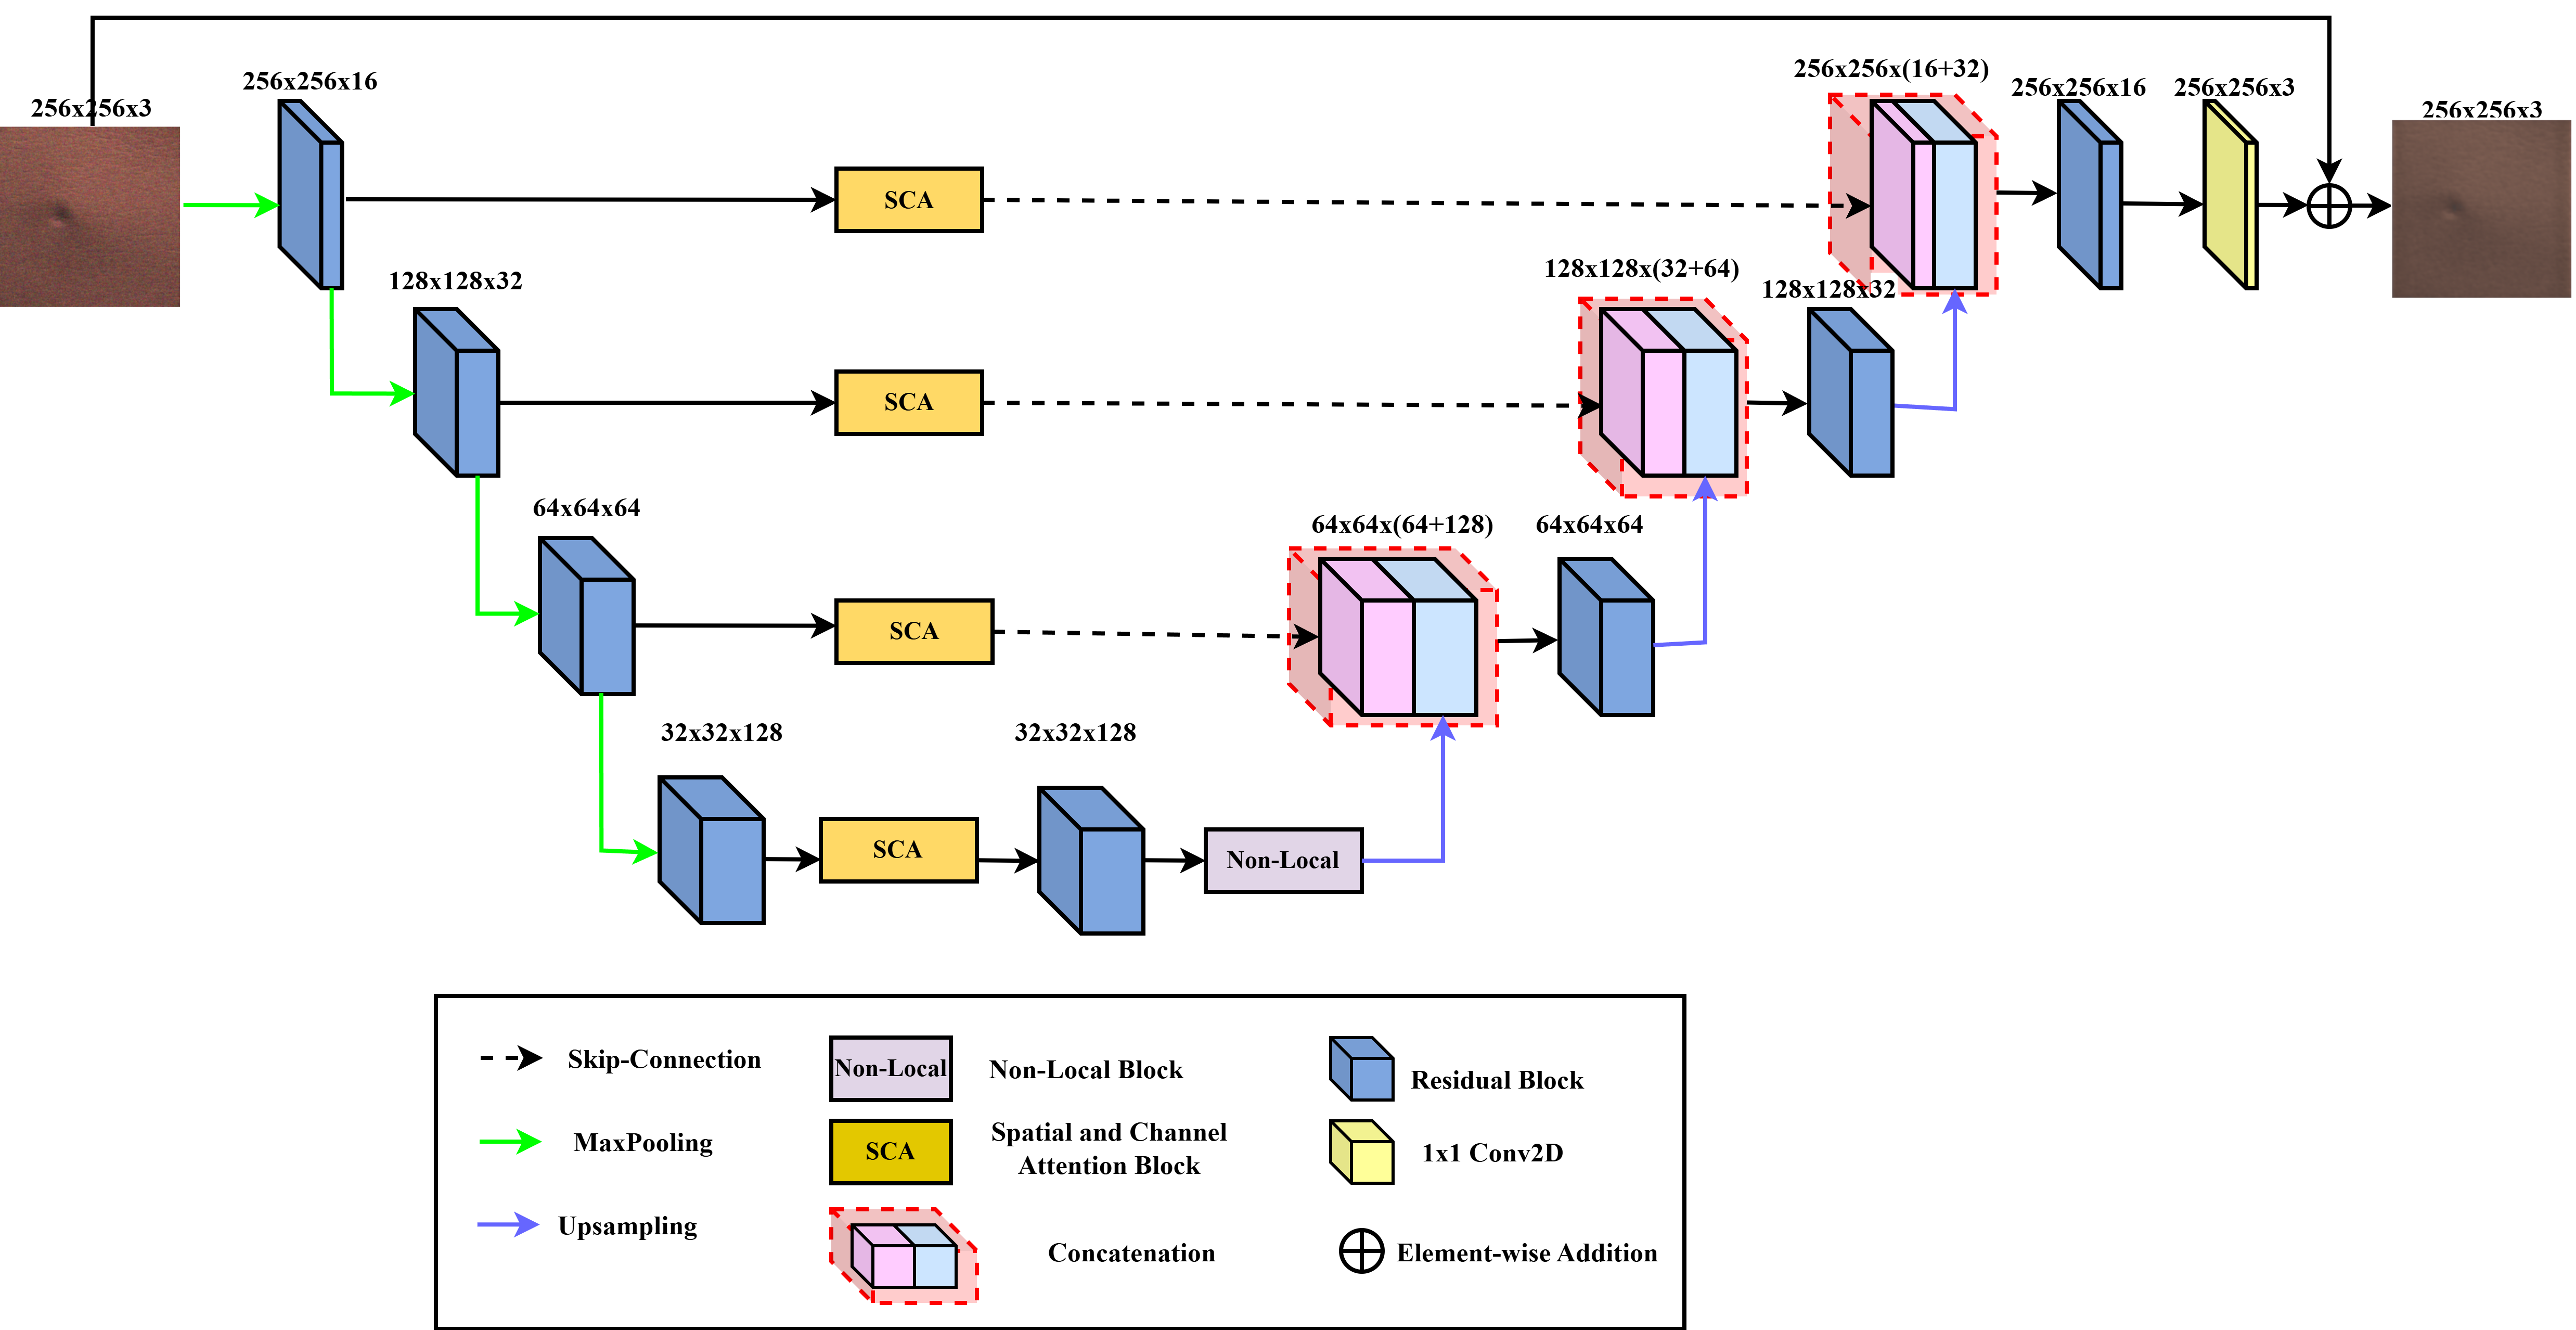 256x256x3
256x256x16
256x256x(16+32)
256x256x16
256x256x3
256x256x3
SCA
128x128x32
128x128x(32+64)
128x128x32
SCA
64x64x64
64x64x(64+128)
64x64x64
SCA
32x32x128
32x32x128
SCA
Non-Local
Skip-Connection
Non-Local
Non-Local Block
Residual Block
MaxPooling
SCA
Spatial and Channel
Attention Block
1x1 Conv2D
Upsampling
Concatenation
Element-wise Addition